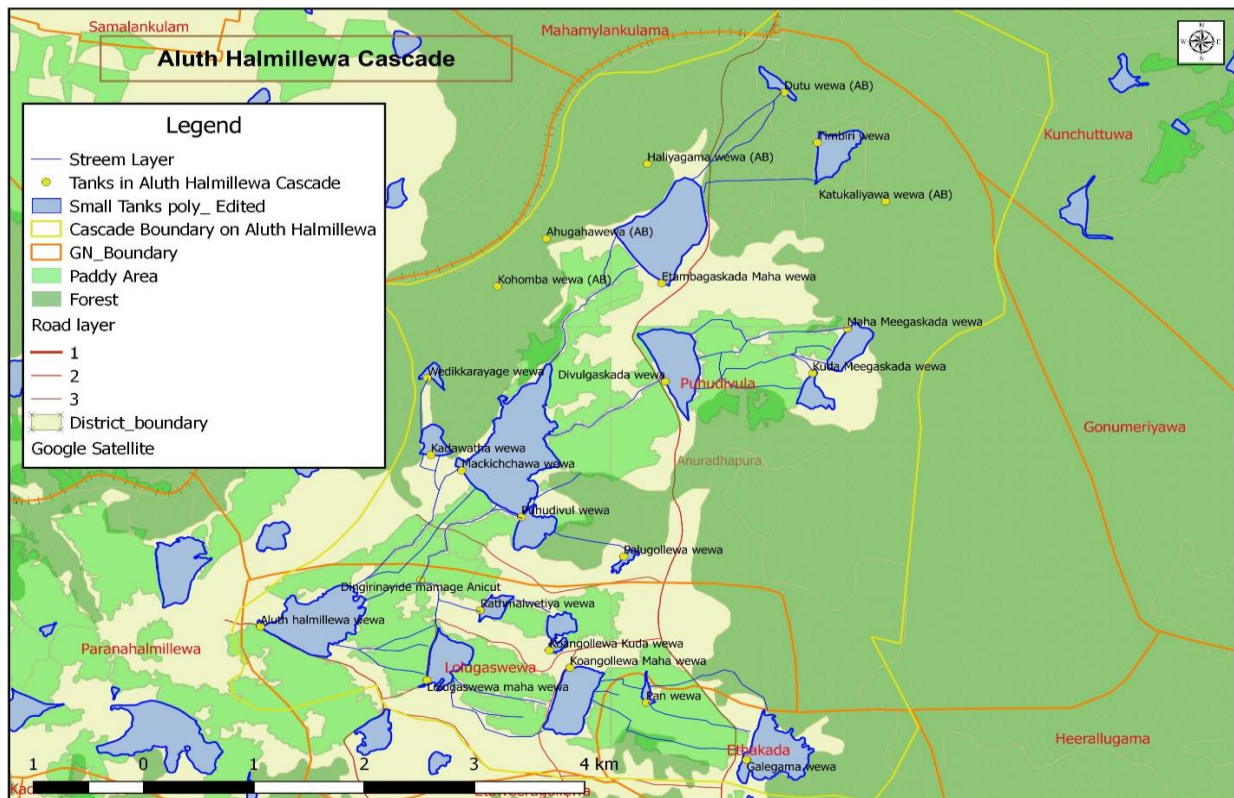 Samalankulam
Mahamylankulama
Aluth Halmillewa Cascade
N
W
E
S
Dutu wewa (AB)
Kunchuttuwa
Timbiri wewa
Haliyagama wewa (AB)
Katukaliyawa wewa (AB)
Legend
Streem Layer
Tanks in Aluth Halmillewa Cascade
Small Tanks poly_ Edited
Cascade Boundary on Aluth Halmillewa
GN_Boundary
Paddy Area
Forest
Road layer
1
2
3
District_boundary
Google Satellite
Ahugahawewa (AB)
Kohomba wewa (AB)
Etambagaskada Maha wewa
Maha Meegaskada wewa
Wedikkarayage wewa
Divulgaskada wewa
Kuda Meegaskada wewa
Puhudivula
Gonumeriyawa
Kadawatha wewa
Mackichchawa wewa
Anuradhapura
Puhudivul wewa
Palugollewa wewa
Dingirinayide mamage Anicut
Rathmalwetiya wewa
Aluth halmillewa wewa
Paranahalmillewa
Koangollewa Kuda wewa
Koangollewa Maha wewa
Lolugaswewa
Lolugaswewa maha wewa
Pan wewa
Heerallugama
Ethakada
Galegama wewa
1 0 1 2 3 4 km